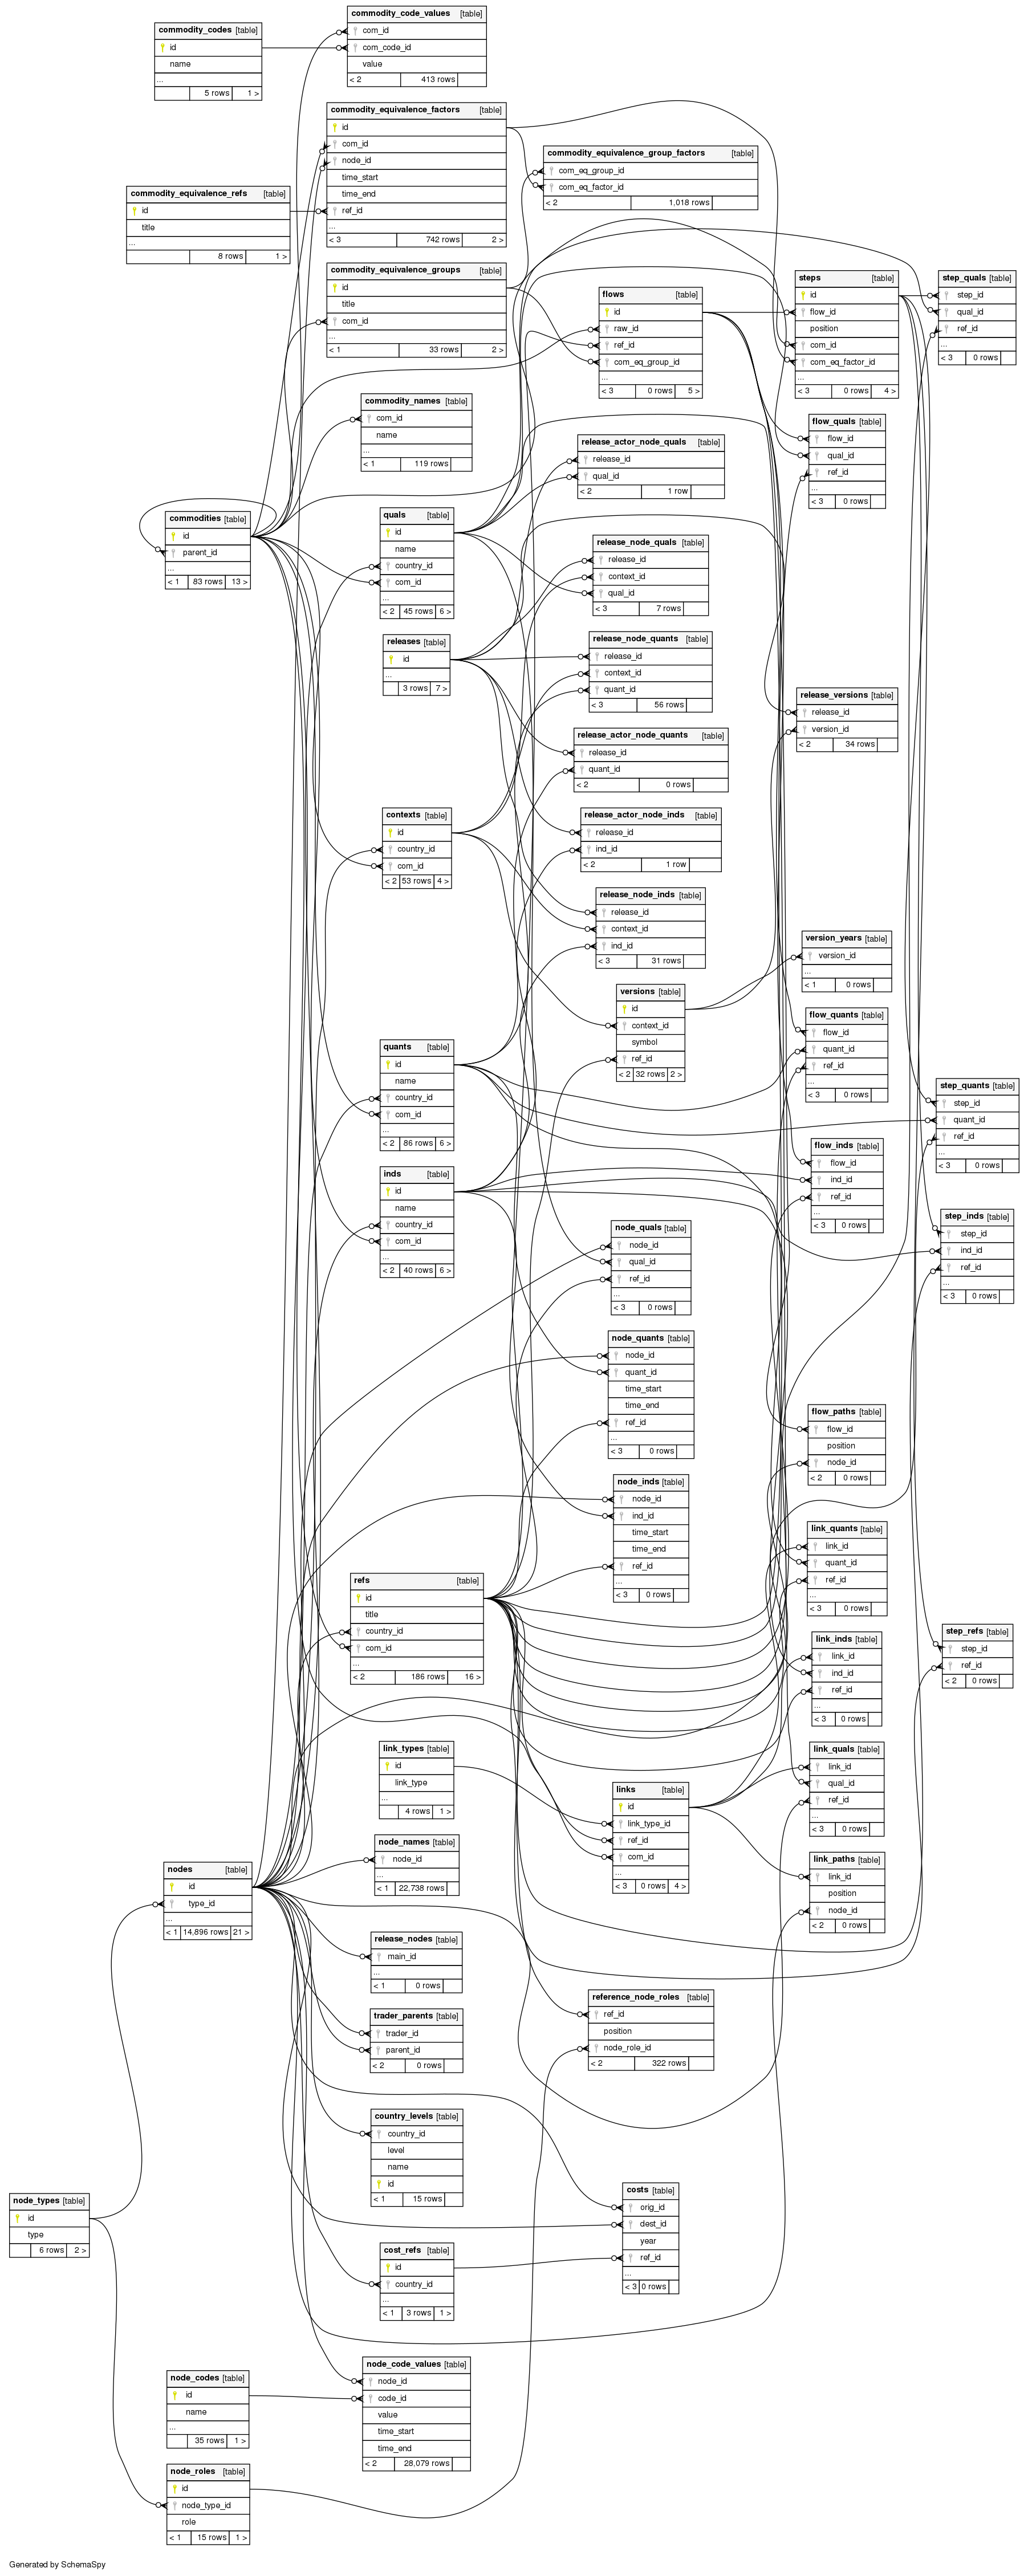 commodity_codes [table]
id
name
...
5 rows 1 >
commodity_code_values [table]
com_id
com_code_id
value
< 2 413 rows
commodity_equivalence_factors [table]
id
com_id
node_id
time_start
time_end
ref_id
...
< 3 742 rows 2 >
commodity_equivalence_group_factors [table]
com_eq_group_id
com_eq_factor_id
< 2 1,018 rows
commodity_equivalence_refs [table]
id
title
...
8 rows 1 >
commodity_equivalence_groups [table]
id
title
com_id
...
< 1 33 rows 2 >
flows [table]
id
raw_id
ref_id
com_eq_group_id
...
< 3 0 rows 5 >
steps [table]
id
flow_id
position
com_id
com_eq_factor_id
...
< 3 0 rows 4 >
step_quals [table]
step_id
qual_id
ref_id
...
< 3 0 rows
commodity_names [table]
com_id
name
...
< 1 119 rows
flow_quals [table]
flow_id
qual_id
ref_id
...
< 3 0 rows
release_actor_node_quals [table]
release_id
qual_id
< 2 1 row
commodities [table]
id
parent_id
...
< 1 83 rows 13 >
quals [table]
id
name
country_id
com_id
...
< 2 45 rows 6 >
release_node_quals [table]
release_id
context_id
qual_id
< 3 7 rows
releases [table]
id
...
3 rows 7 >
release_node_quants [table]
release_id
context_id
quant_id
< 3 56 rows
release_versions [table]
release_id
version_id
< 2 34 rows
release_actor_node_quants [table]
release_id
quant_id
< 2 0 rows
contexts [table]
id
country_id
com_id
< 2 53 rows 4 >
release_actor_node_inds [table]
release_id
ind_id
< 2 1 row
release_node_inds [table]
release_id
context_id
ind_id
< 3 31 rows
version_years [table]
version_id
...
< 1 0 rows
versions [table]
id
context_id
symbol
ref_id
< 2 32 rows 2 >
flow_quants [table]
flow_id
quant_id
ref_id
...
< 3 0 rows
quants [table]
id
name
country_id
com_id
...
< 2 86 rows 6 >
step_quants [table]
step_id
quant_id
ref_id
...
< 3 0 rows
flow_inds [table]
flow_id
ind_id
ref_id
...
< 3 0 rows
inds [table]
id
name
country_id
com_id
...
< 2 40 rows 6 >
step_inds [table]
step_id
ind_id
ref_id
...
< 3 0 rows
node_quals [table]
node_id
qual_id
ref_id
...
< 3 0 rows
node_quants [table]
node_id
quant_id
time_start
time_end
ref_id
...
< 3 0 rows
flow_paths [table]
flow_id
position
node_id
< 2 0 rows
node_inds [table]
node_id
ind_id
time_start
time_end
ref_id
...
< 3 0 rows
link_quants [table]
link_id
quant_id
ref_id
...
< 3 0 rows
refs [table]
id
title
country_id
com_id
...
< 2 186 rows 16 >
step_refs [table]
step_id
ref_id
< 2 0 rows
link_inds [table]
link_id
ind_id
ref_id
...
< 3 0 rows
link_types [table]
id
link_type
...
4 rows 1 >
link_quals [table]
link_id
qual_id
ref_id
...
< 3 0 rows
links [table]
id
link_type_id
ref_id
com_id
...
< 3 0 rows 4 >
node_names [table]
node_id
...
< 1 22,738 rows
link_paths [table]
link_id
position
node_id
< 2 0 rows
nodes [table]
id
type_id
...
< 1 14,896 rows 21 >
release_nodes [table]
main_id
...
< 1 0 rows
reference_node_roles [table]
ref_id
position
node_role_id
< 2 322 rows
trader_parents [table]
trader_id
parent_id
< 2 0 rows
country_levels [table]
country_id
level
name
id
< 1 15 rows
node_types [table]
id
type
6 rows 2 >
costs [table]
orig_id
dest_id
year
ref_id
...
< 3 0 rows
cost_refs [table]
id
country_id
...
< 1 3 rows 1 >
node_code_values [table]
node_id
code_id
value
time_start
time_end
< 2 28,079 rows
node_codes [table]
id
name
...
35 rows 1 >
node_roles [table]
id
node_type_id
role
< 1 15 rows 1 >
Generated by SchemaSpy